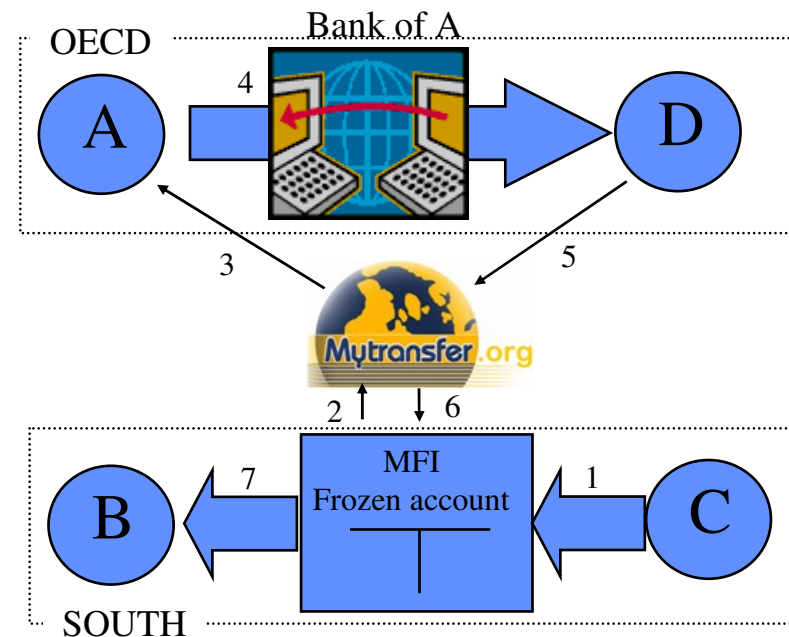 Bank of A
OECD
4
A
D
3
5
Mytransfer.org
2
6
MFI
Frozen account
7
1
B
C
SOUTH